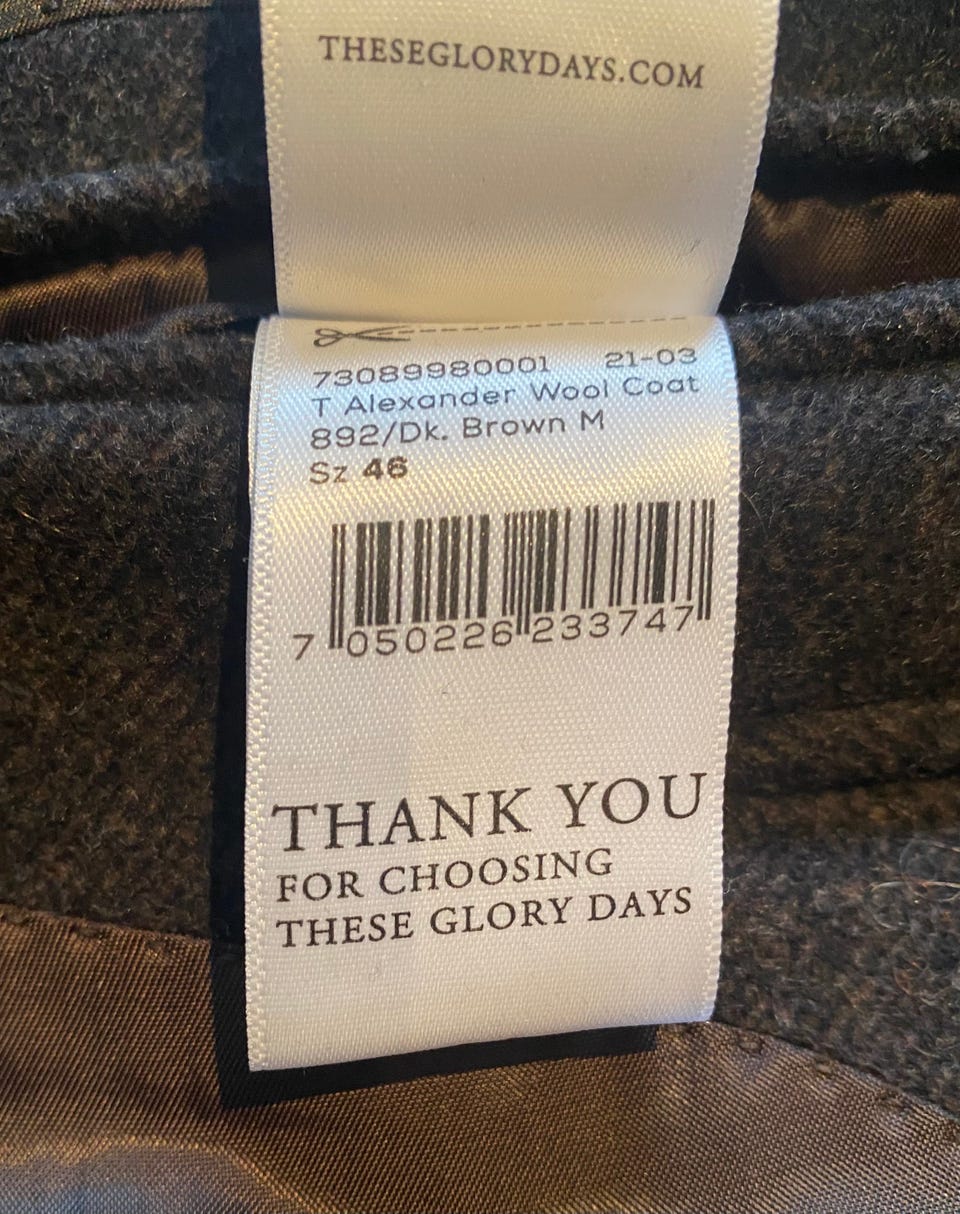 THESEGLORYDAYS.COM
73089980001 21-03
T Alexander Wool Coat
892/Dk. Brown M
Sz 46
7 050226 233747
THANK YOU
FOR CHOOSING
THESE GLORY DAYS